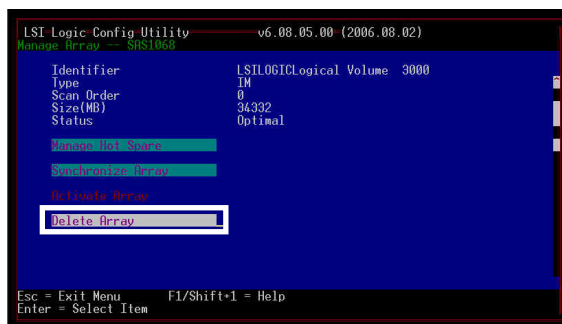 LSI Logic Config Utility v6.08.05.00 (2006.08.02)
Manage Array -- SAS1068
Identifier LSILOGICLogical Volume 3000
Type IM
Scan Order 0
Size(MB) 34332
Status Optimal
Manage Hot Spare
Synchronize Array
Activate Array
Delete Array
Esc = Exit Menu F1/Shift+1 = Help
Enter = Select Item